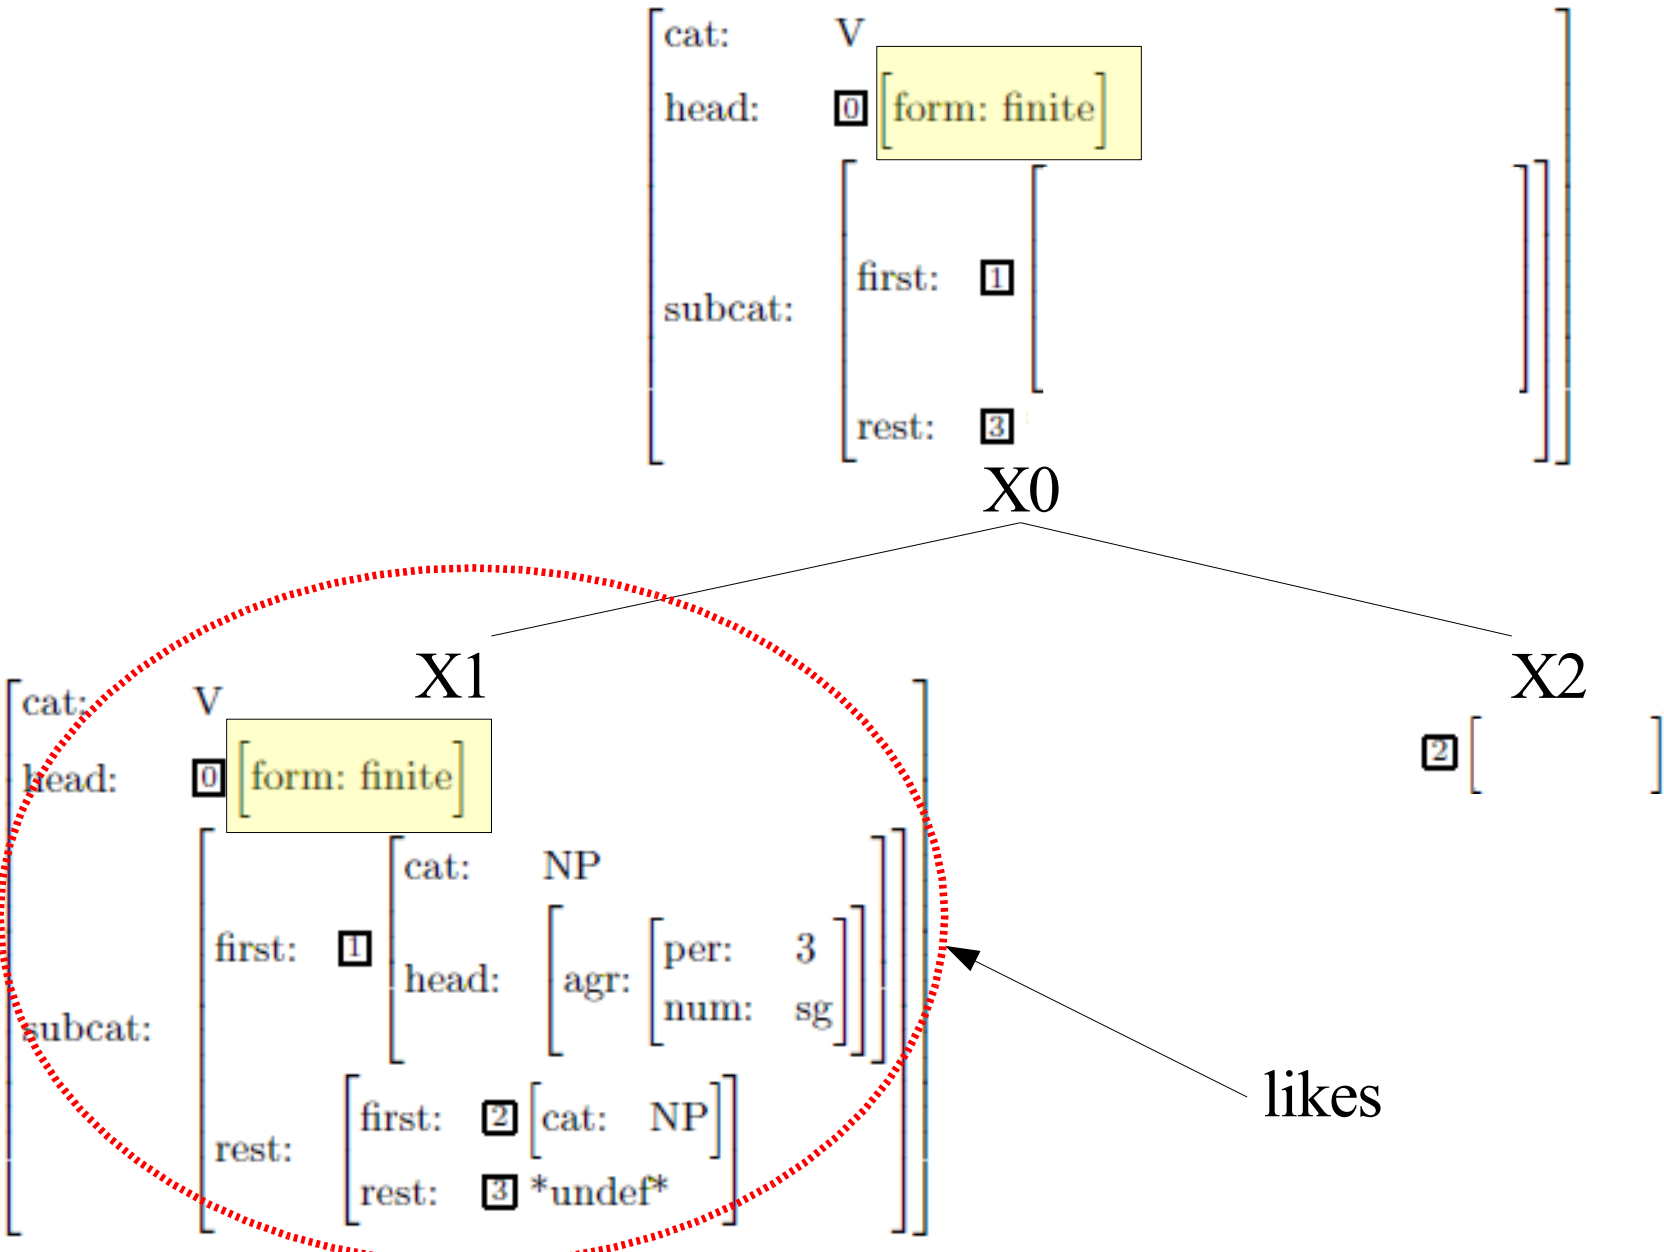 cat: V
head: 0 [form: finite]
first: 1
subcat:
rest: 3
X0
X1
X2
cat: V
2
head: 0 [form: finite]
cat: NP
first: 1
per: 3
head: agr:
num: sg
subcat:
first: 2 [cat: NP]
rest:
rest: 3 *undef*
likes